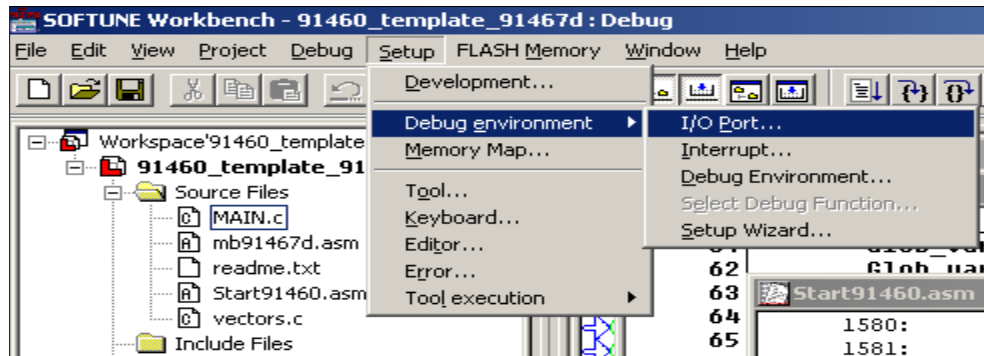 SOFTUNE Workbench - 91460_template_91467d : Debug
File Edit View Project Debug Setup FLASH Memory Window Help
Development...
Debug environment
Memory Map...
Tool...
Keyboard...
Editor...
Error...
Tool execution
I/O Port...
Interrupt...
Debug Environment...
Select Debug Function...
Setup Wizard...
Workspace'91460_template
91460_template_91
Source Files
MAIN.c
mb91467d.asm
readme.txt
Start91460.asm
vectors.c
Include Files
62
63
64
65
Start91460.asm
1580:
1581: